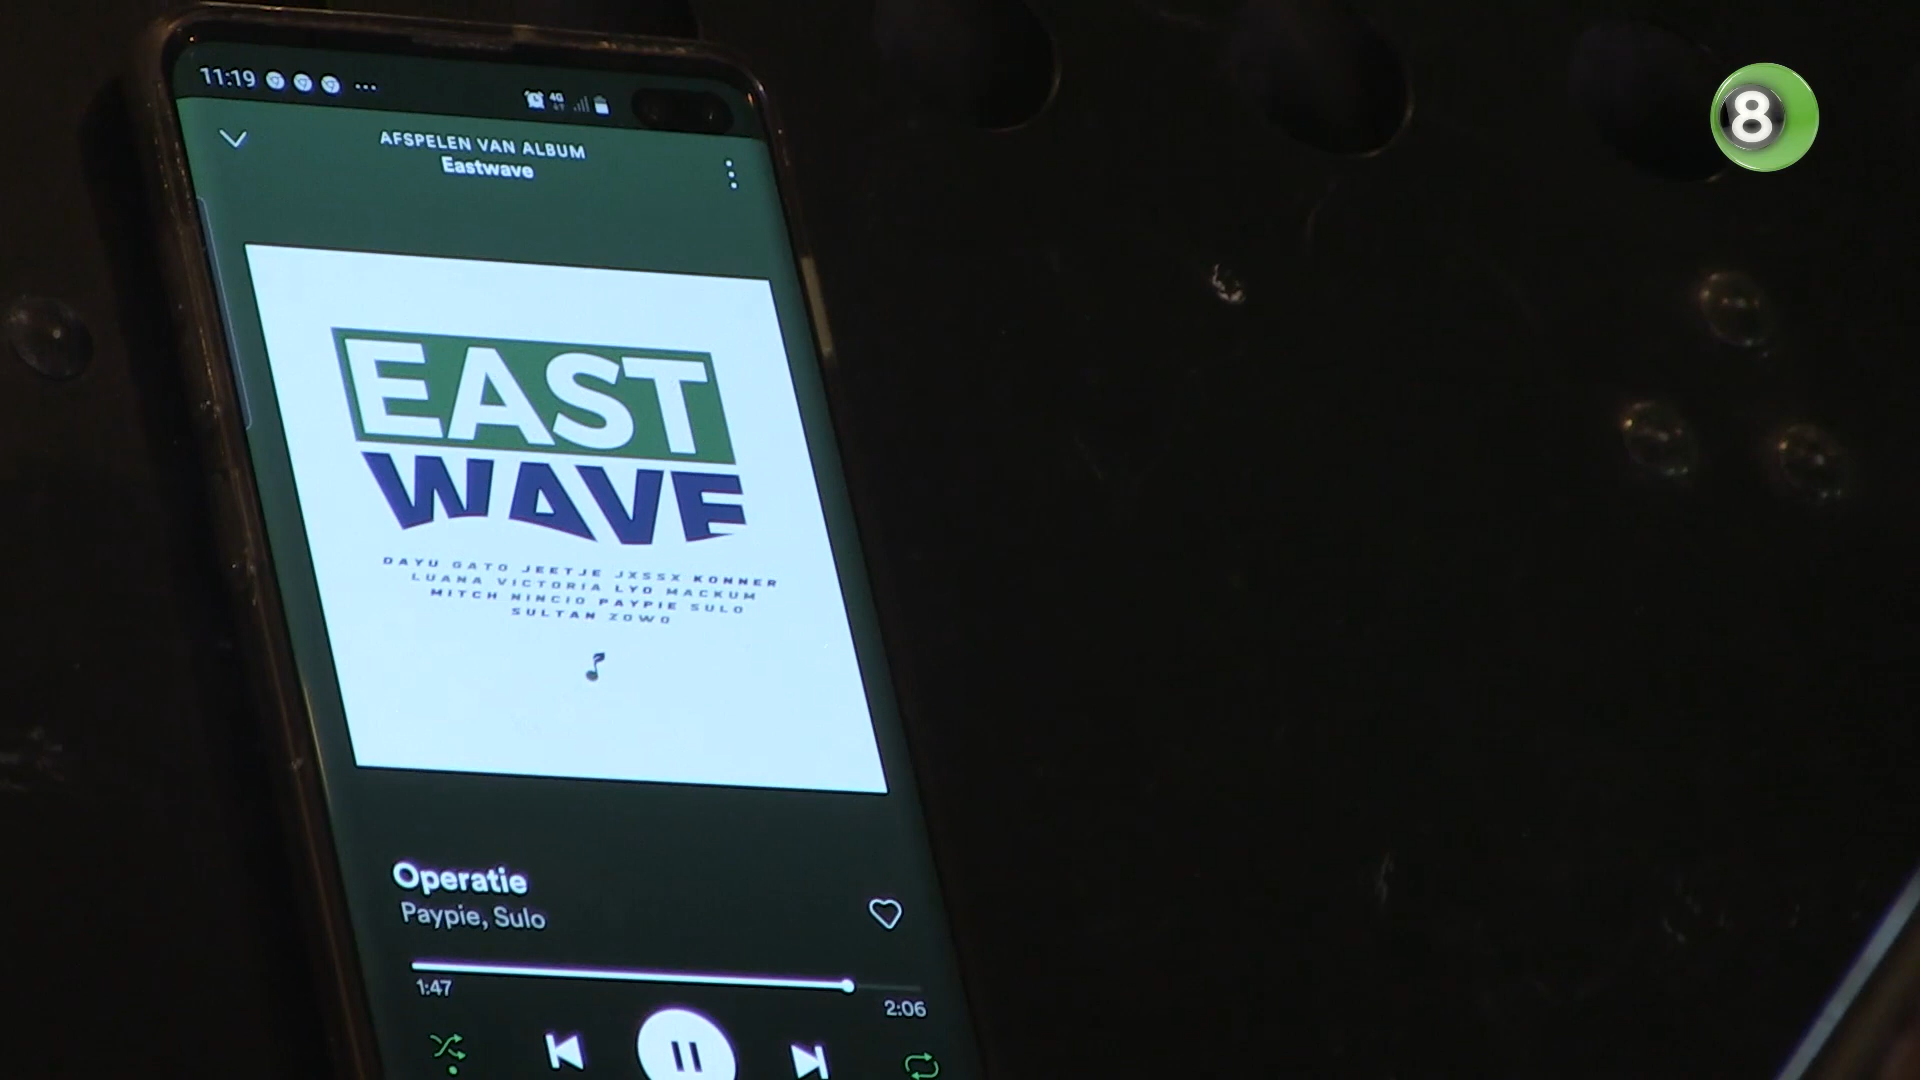 11:19
4G
8
AFSPELEN VAN ALBUM
Eastwave
EAST
WAVE
DAYU GATO JEETJE JXSSX KONNER
LUANA VICTORIA LYO MACKUM
MITCH NINCIO PAYPIE SULO
SULTAN ZOWO
Operatie
Paypie, Sulo
1:47
2:06